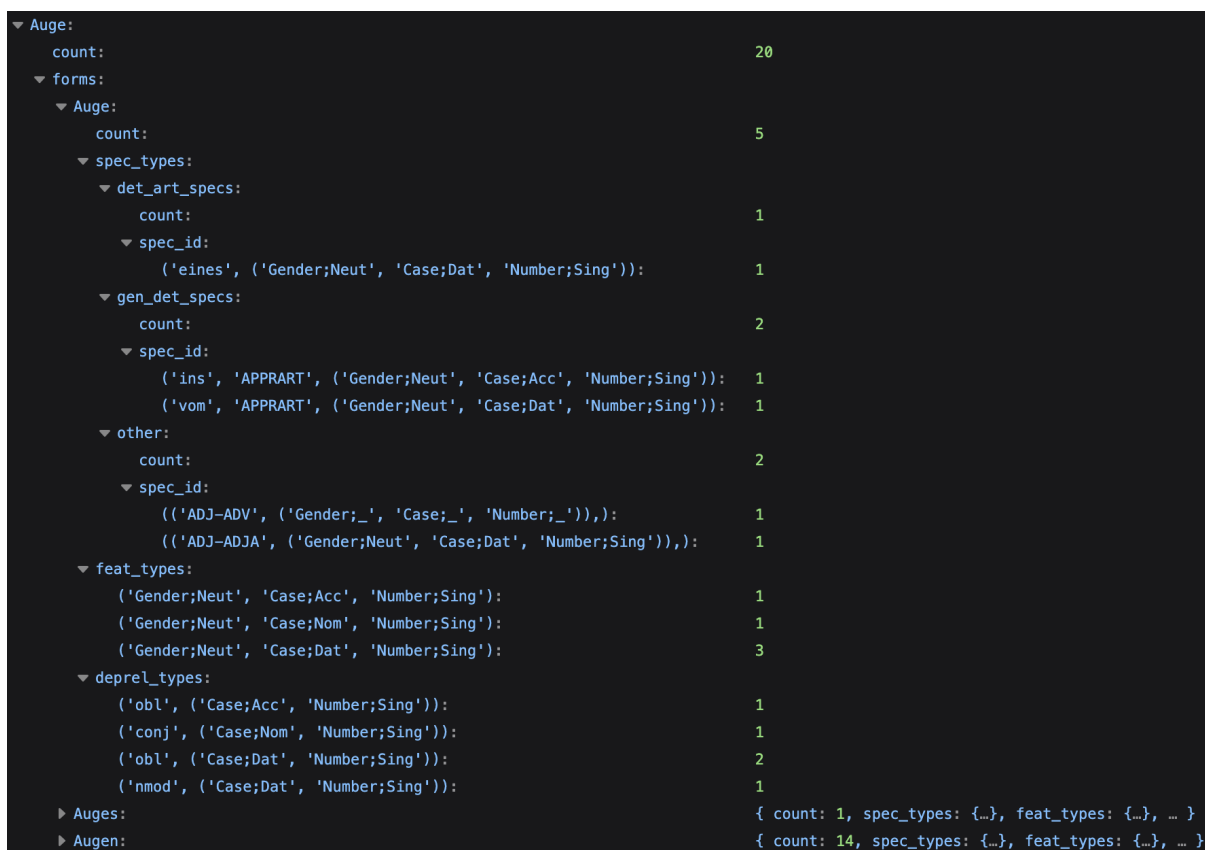 Auge:
count: 20
forms:
Auge:
count: 5
spec_types:
det_art_specs:
count: 1
spec_id:
('eines', ('Gender;Neut', 'Case;Dat', 'Number;Sing')): 1
gen_det_specs:
count: 2
spec_id:
('ins', 'APPRART', ('Gender;Neut', 'Case;Acc', 'Number;Sing')): 1
('vom', 'APPRART', ('Gender;Neut', 'Case;Dat', 'Number;Sing')): 1
other:
count: 2
spec_id:
(('ADJ-ADV', ('Gender;_', 'Case;_', 'Number;_')),): 1
(('ADJ-ADJA', ('Gender;Neut', 'Case;Dat', 'Number;Sing')),): 1
feat_types:
('Gender;Neut', 'Case;Acc', 'Number;Sing'): 1
('Gender;Neut', 'Case;Nom', 'Number;Sing'): 1
('Gender;Neut', 'Case;Dat', 'Number;Sing'): 3
deprel_types:
('obl', ('Case;Acc', 'Number;Sing')): 1
('conj', ('Case;Nom', 'Number;Sing')): 1
('obl', ('Case;Dat', 'Number;Sing')): 2
('nmod', ('Case;Dat', 'Number;Sing')): 1
Auges: { count: 1, spec_types: {…}, feat_types: {…}, … }
Augen: { count: 14, spec_types: {…}, feat_types: {…}, … }